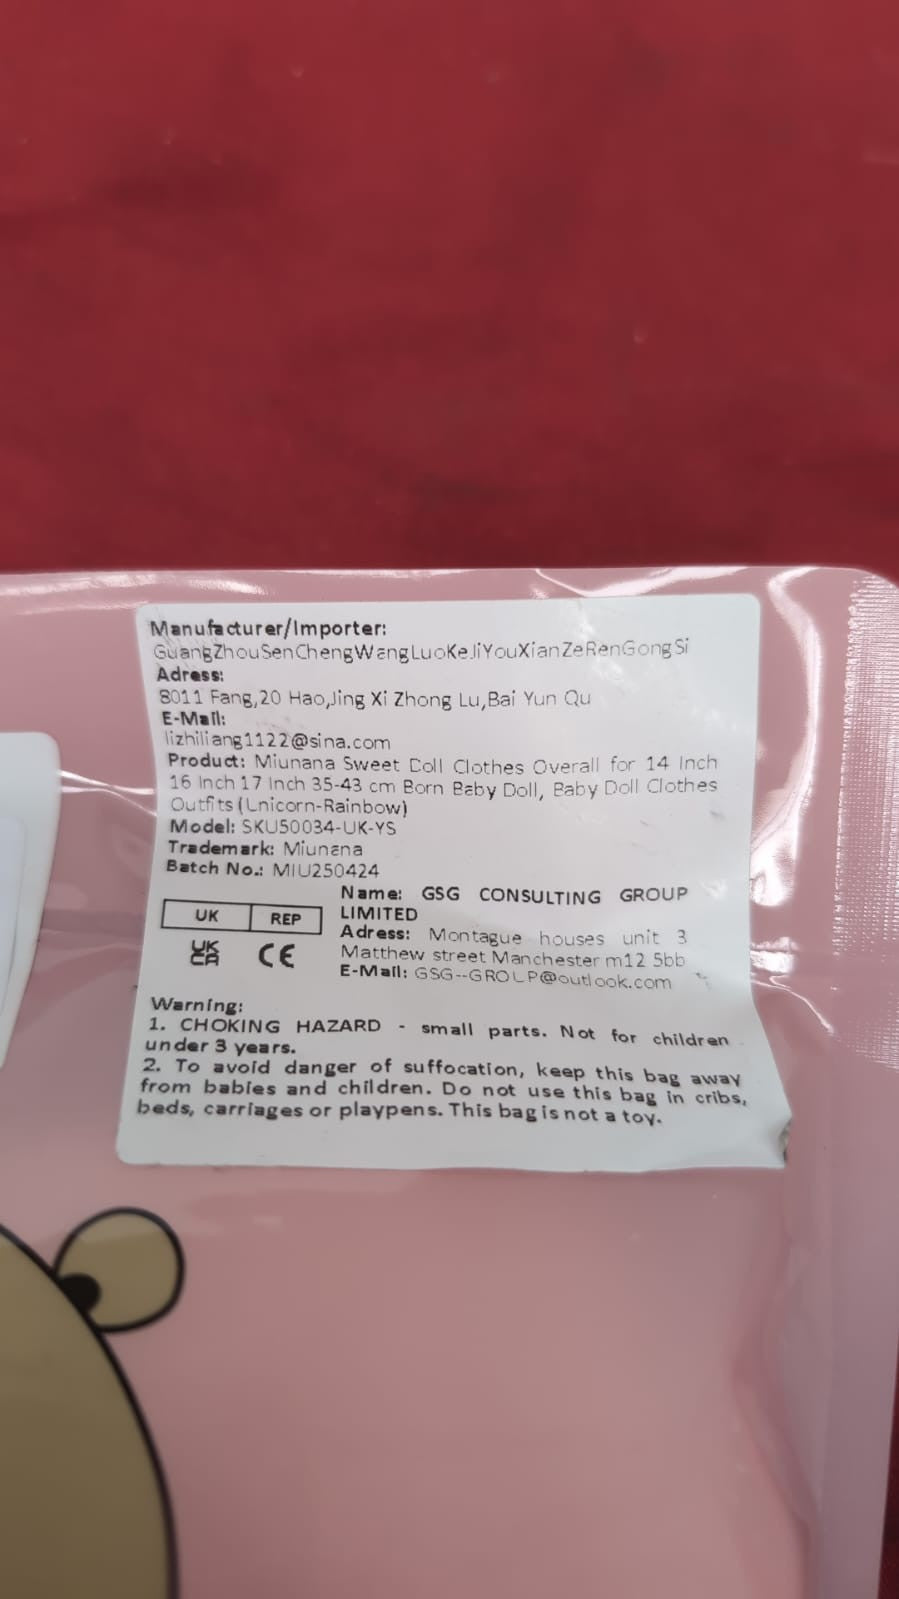 Manufacturer/Importer:
GuangZhouSenChengWangLuoKeJiYouXianZeRenGongSi
Adress:
8011 Fang,20 Hao,Jing Xi Zhong Lu,Bai Yun Qu
E-Mail:
lizhiliang1122@sina.com
Product: Miunana Sweet Doll Clothes Overall for 14 Inch
16 Inch 17 Inch 35-43 cm Born Baby Doll, Baby Doll Clothes
Outfits (Unicorn-Rainbow)
Model: SKU50034-UK-YS
Trademark: Miunana
Batch No.: MIU250424
Name: GSG CONSULTING GROUP
UK REP LIMITED
Adress: Montague houses unit 3
UK CA CE Matthew street Manchester m12 5bb
E-Mail: GSG--GROUP@outlook.com
Warning:
1. CHOKING HAZARD - small parts. Not for children
under 3 years.
2. To avoid danger of suffocation, keep this bag away
from babies and children. Do not use this bag in cribs,
beds, carriages or playpens. This bag is not a toy.